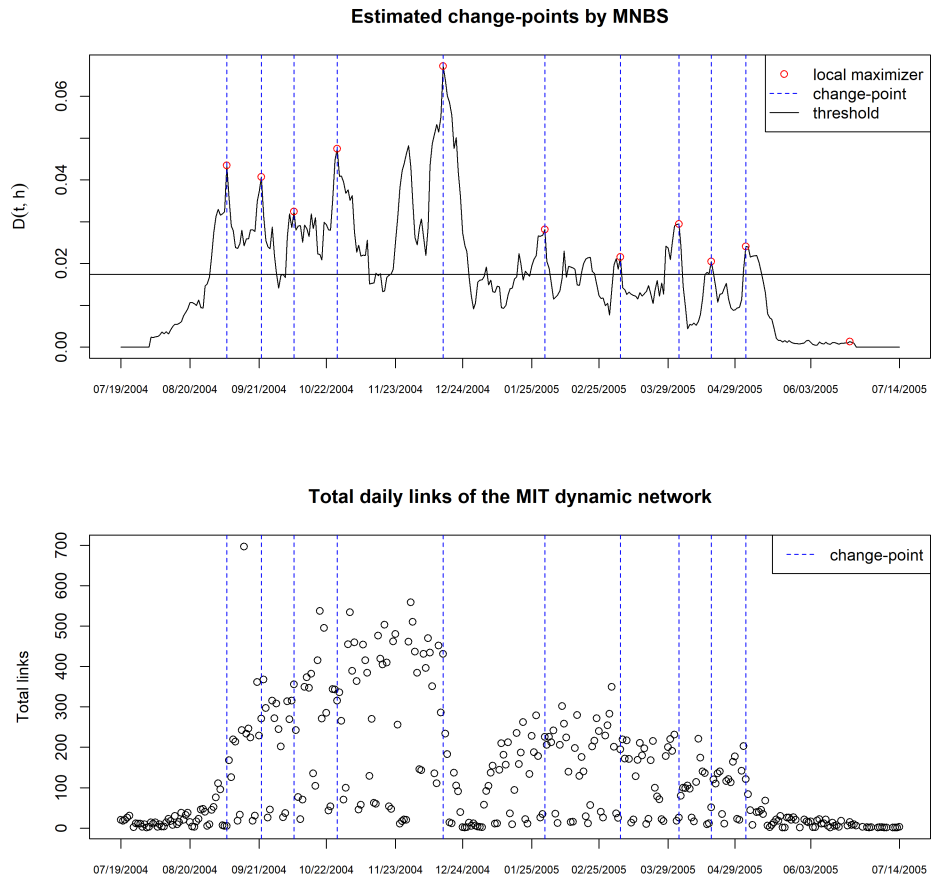 Estimated change-points by MNBS
D(t, h)
0.06
0.04
0.02
0.00
local maximizer
change-point
threshold
07/19/2004 08/20/2004 09/21/2004 10/22/2004 11/23/2004 12/24/2004 01/25/2005 02/25/2005 03/29/2005 04/29/2005 06/03/2005 07/14/2005
Total daily links of the MIT dynamic network
Total links
700
600
500
400
300
200
100
0
change-point
07/19/2004 08/20/2004 09/21/2004 10/22/2004 11/23/2004 12/24/2004 01/25/2005 02/25/2005 03/29/2005 04/29/2005 06/03/2005 07/14/2005